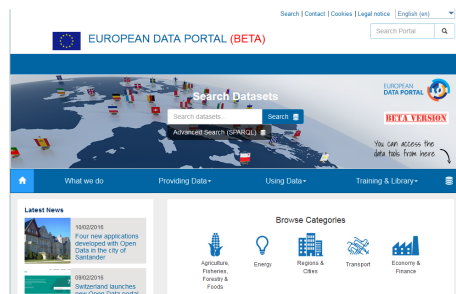 Search | Contact | Cookies | Legal notice English (en)
EUROPEAN DATA PORTAL (BETA)
Search Portal
Search Datasets
Search datasets
Search
Advanced Search (SPARQL)
EUROPEAN
DATA PORTAL
BETA VERSION
You can access the
data tools from here
What we do
Providing Data
Using Data
Training & Library
Latest News
10/02/2016
Four new applications
developed with Open
Data in the city of
Santander
09/02/2016
Switzerland launches
new Open Data portal
Browse Categories
Agriculture,
Fisheries,
Forestry &
Foods
Energy
Regions &
Cities
Transport
Economy &
Finance